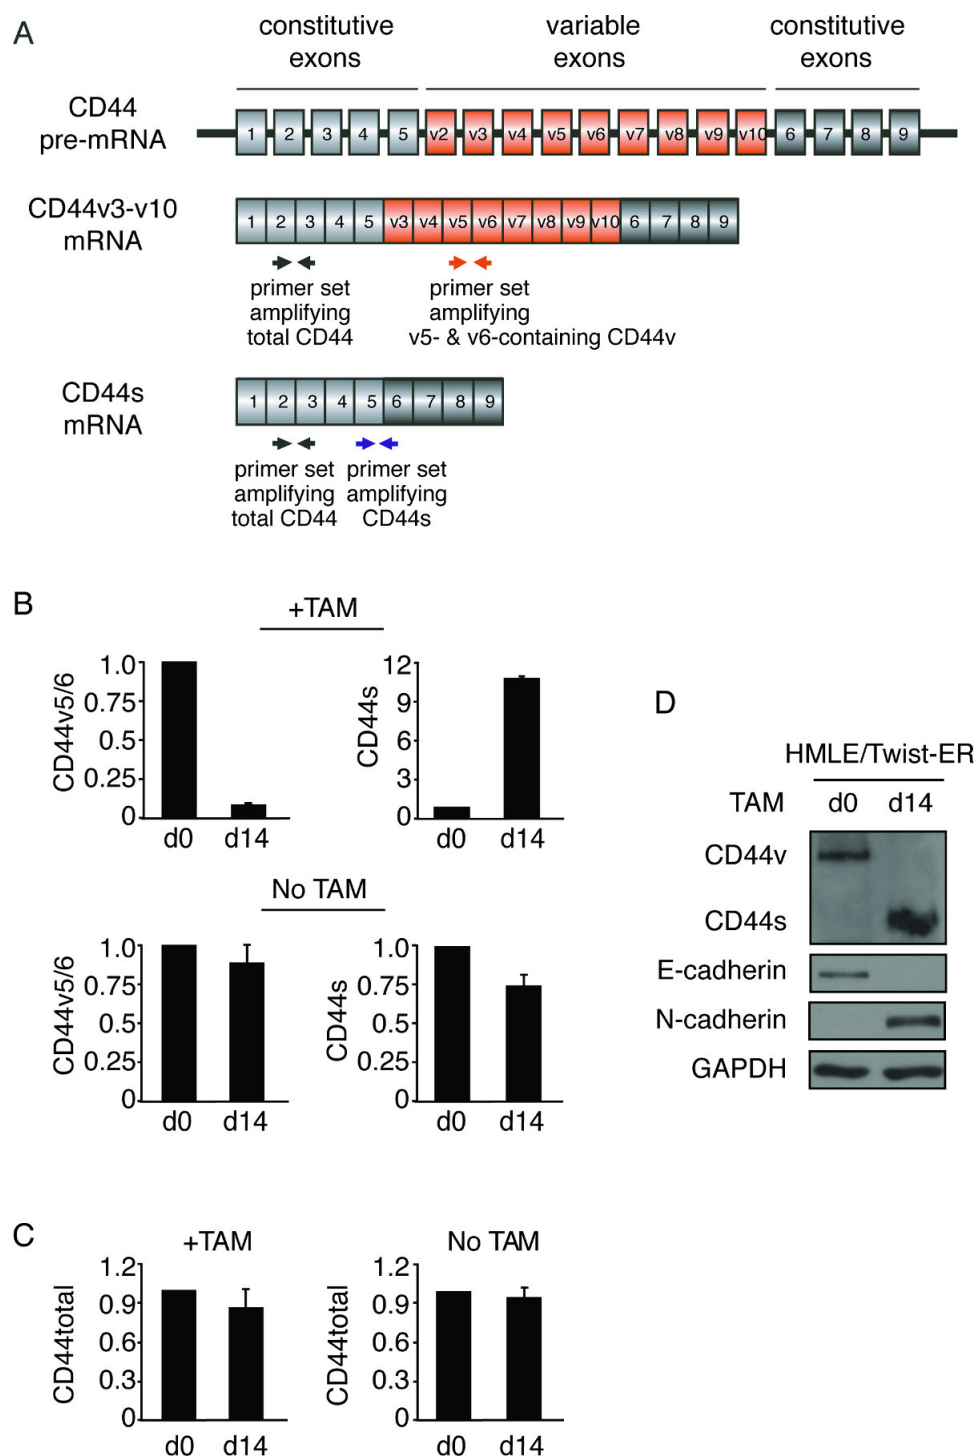 A
constitutive exons
variable exons
constitutive exons
CD44 pre-mRNA
1 2 3 4 5 v2 v3 v4 v5 v6 v7 v8 v9 v10 6 7 8 9
CD44v3-v10 mRNA
1 2 3 4 5 v3 v4 v5 v6 v7 v8 v9 v10 6 7 8 9
primer set
amplifying
total CD44
primer set
amplifying
v5- & v6-containing CD44v
CD44s mRNA
1 2 3 4 5 6 7 8 9
primer set
amplifying
total CD44
primer set
amplifying
CD44s
B
+TAM
CD44v5/6
1.0
0.75
0.5
0.25
0
d0 d14
CD44s
12
9
6
3
0
d0 d14
No TAM
CD44v5/6
1.0
0.75
0.5
0.25
0
d0 d14
CD44s
1.0
0.75
0.5
0.25
0
d0 d14
C
+TAM
CD44total
1.2
0.9
0.6
0.3
0
d0 d14
No TAM
CD44total
1.2
0.9
0.6
0.3
0
d0 d14
D
HMLE/Twist-ER
TAM d0 d14
CD44v
CD44s
E-cadherin
N-cadherin
GAPDH